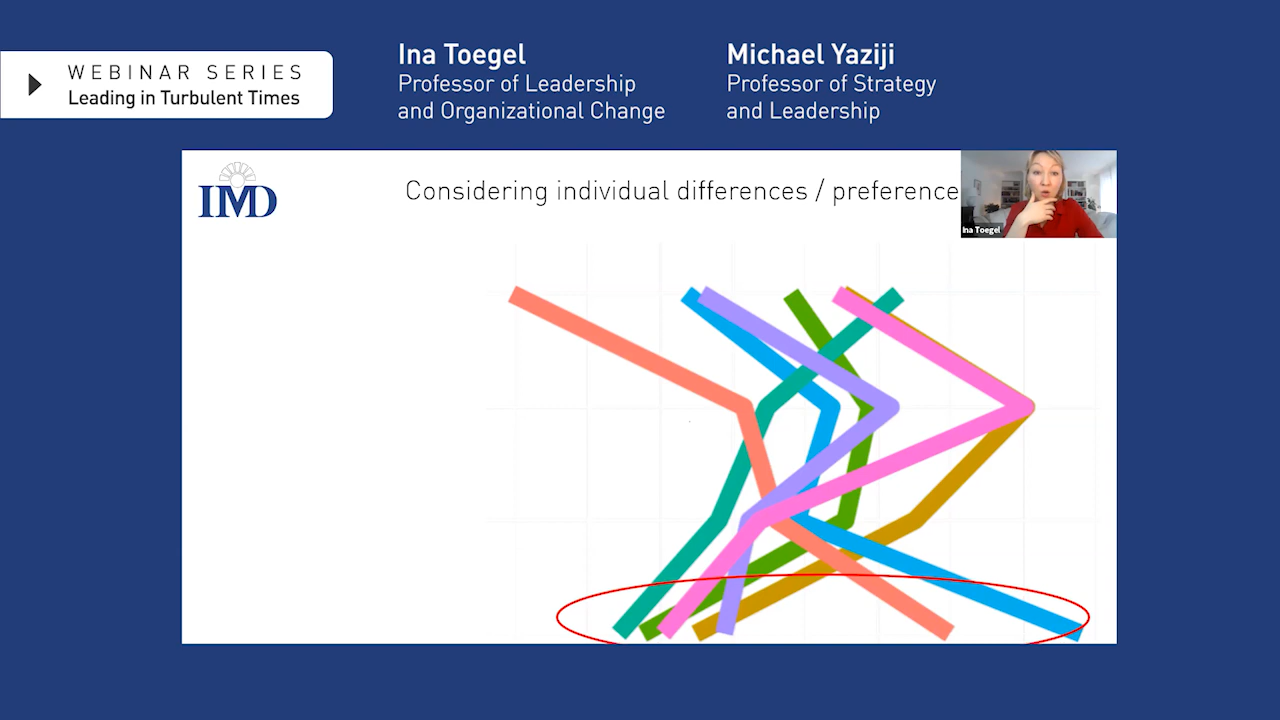 WEBINAR SERIES
Leading in Turbulent Times
Ina Toegel
Professor of Leadership
and Organizational Change
Michael Yaziji
Professor of Strategy
and Leadership
IMD
Considering individual differences / preference
Ina Toegel